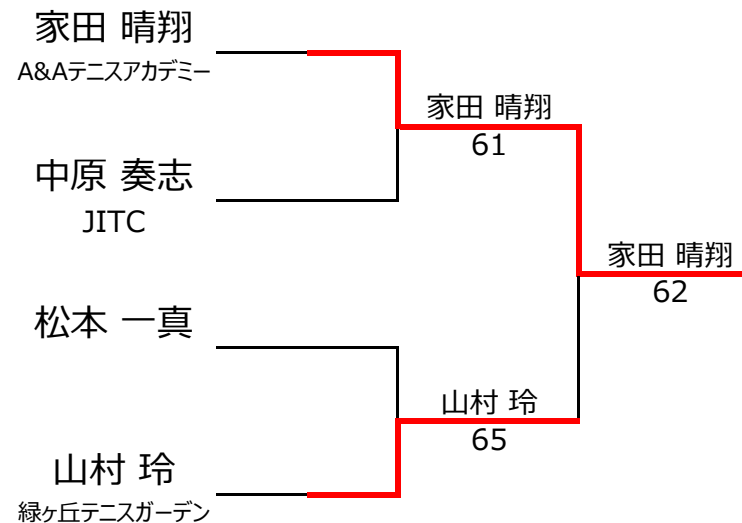 家田 晴翔
A&Aテニスアカデミー
家田 晴翔
61
中原 奏志
JITC
家田 晴翔
62
松本 一真
山村 玲
65
山村 玲
緑ヶ丘テニスガーデン